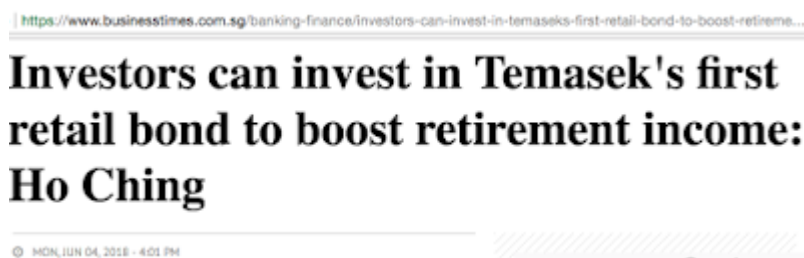 https://www.businesstimes.com.sg/banking-finance/investors-can-invest-in-temaseks-first-retail-bond-to-boost-retireme...
Investors can invest in Temasek's first
retail bond to boost retirement income:
Ho Ching
MON, JUN 04, 2018 - 4:01 PM